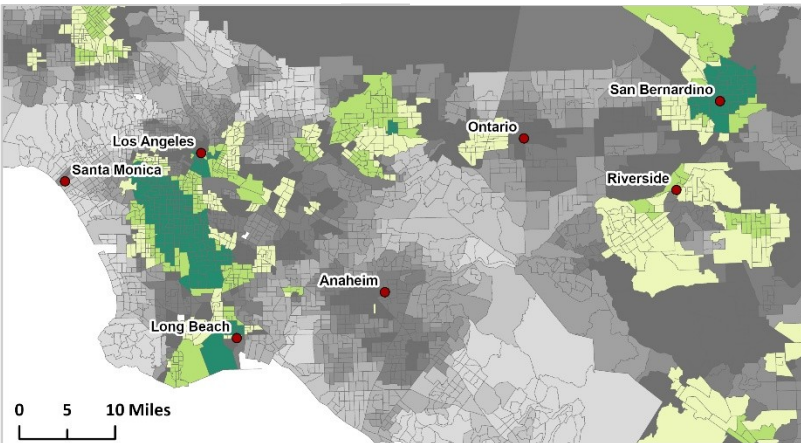 San Bernardino
Ontario
Los Angeles
Santa Monica
Riverside
Anaheim
Long Beach
0 5 10 Miles